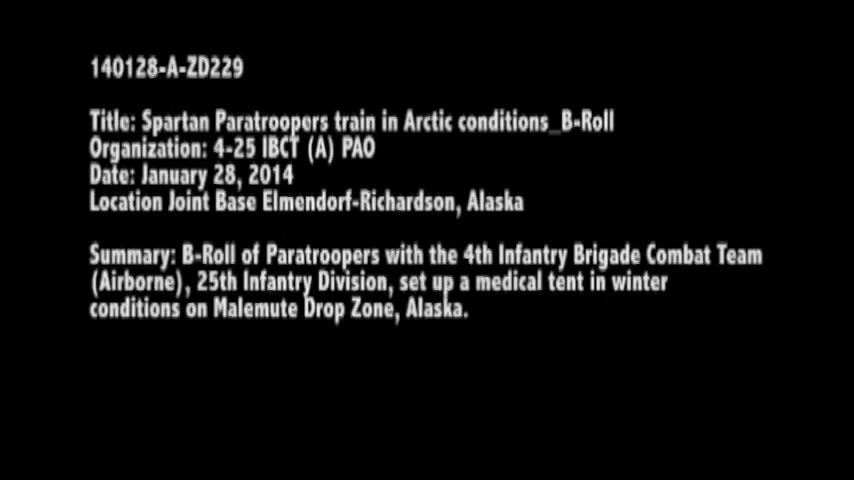 140128-A-ZD229
Title: Spartan Paratroopers train in Arctic conditions_B-Roll
Organization: 4-25 IBCT (A) PAO
Date: January 28, 2014
Location Joint Base Elmendorf-Richardson, Alaska
Summary: B-Roll of Paratroopers with the 4th Infantry Brigade Combat Team
(Airborne), 25th Infantry Division, set up a medical tent in winter
conditions on Malemute Drop Zone, Alaska.